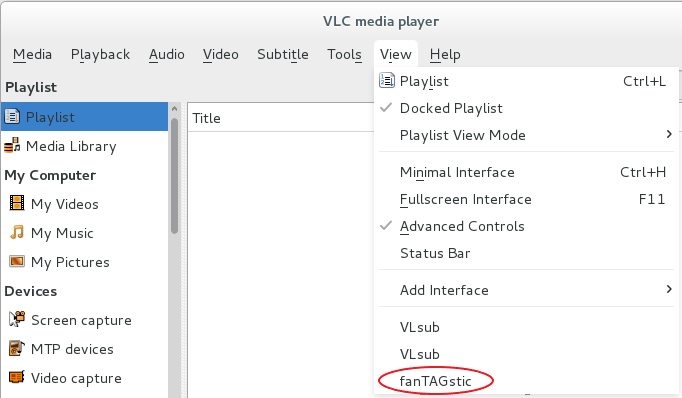 VLC media player
Media Playback Audio Video Subtitle Tools View Help
Playlist
Playlist
Media Library
My Computer
My Videos
My Music
My Pictures
Devices
Screen capture
MTP devices
Video capture
Title
Playlist Ctrl+L
Docked Playlist
Playlist View Mode
Minimal Interface Ctrl+H
Fullscreen Interface F11
Advanced Controls
Status Bar
Add Interface
VLsub
VLsub
fanTAGstic